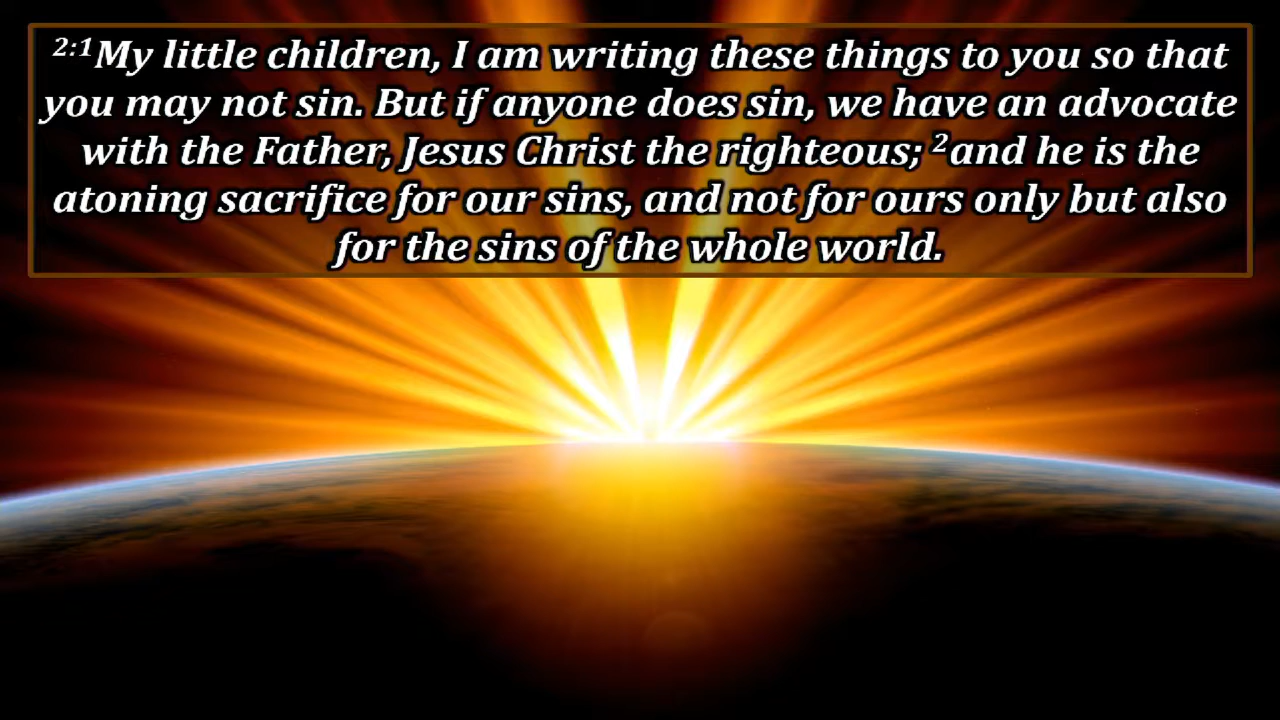 2:1My little children, I am writing these things to you so that
you may not sin. But if anyone does sin, we have an advocate
with the Father, Jesus Christ the righteous; 2and he is the
atoning sacrifice for our sins, and not for ours only but also
for the sins of the whole world.